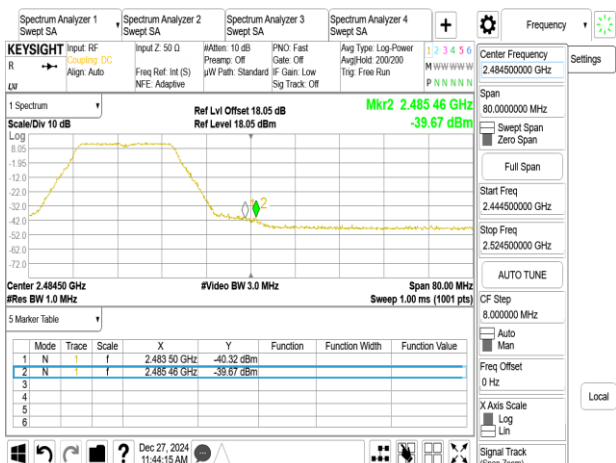 Spectrum Analyzer 1
Swept SA
Spectrum Analyzer 2
Swept SA
Spectrum Analyzer 3
Swept SA
Spectrum Analyzer 4
Swept SA
+
Frequency
KEYSIGHT
R
Input: RF
Coupling: DC
Align: Auto
Input Z: 50 Ω
Freq Ref: Int (S)
NFE: Adaptive
#Atten: 10 dB
Preamp: Off
µW Path: Standard
PNO: Fast
Gate: Off
IF Gain: Low
Sig Track: Off
Avg Type: Log-Power
Avg|Hold: 200/200
Trig: Free Run
1 2 3 4 5 6
M W W W W W
P N N N N N
1 Spectrum
Scale/Div 10 dB
Ref Lvl Offset 18.05 dB
Ref Level 18.05 dBm
Mkr2 2.485 46 GHz
-39.67 dBm
Log
8.05
-1.95
-12.0
-22.0
-32.0
-42.0
-52.0
-62.0
-72.0
2
Center 2.48450 GHz
#Res BW 1.0 MHz
#Video BW 3.0 MHz
Span 80.00 MHz
Sweep 1.00 ms (1001 pts)
5 Marker Table
Mode Trace Scale X Y Function Function Width Function Value
1 N 1 f 2.483 50 GHz -40.32 dBm
2 N 1 f 2.485 46 GHz -39.67 dBm
3
4
5
6
Dec 27, 2024
11:44:15 AM
?
Center Frequency
2.484500000 GHz
Span
80.0000000 MHz
Swept Span
Zero Span
Full Span
Start Freq
2.444500000 GHz
Stop Freq
2.524500000 GHz
AUTO TUNE
CF Step
8.000000 MHz
Auto
Man
Freq Offset
0 Hz
X Axis Scale
Log
Lin
Signal Track
(Span Zoom)
Settings
Local